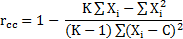 r_cc = 1 − (K ∑ X_i − ∑ X_i^2) / ((K − 1) ∑(X_i − C)^2)